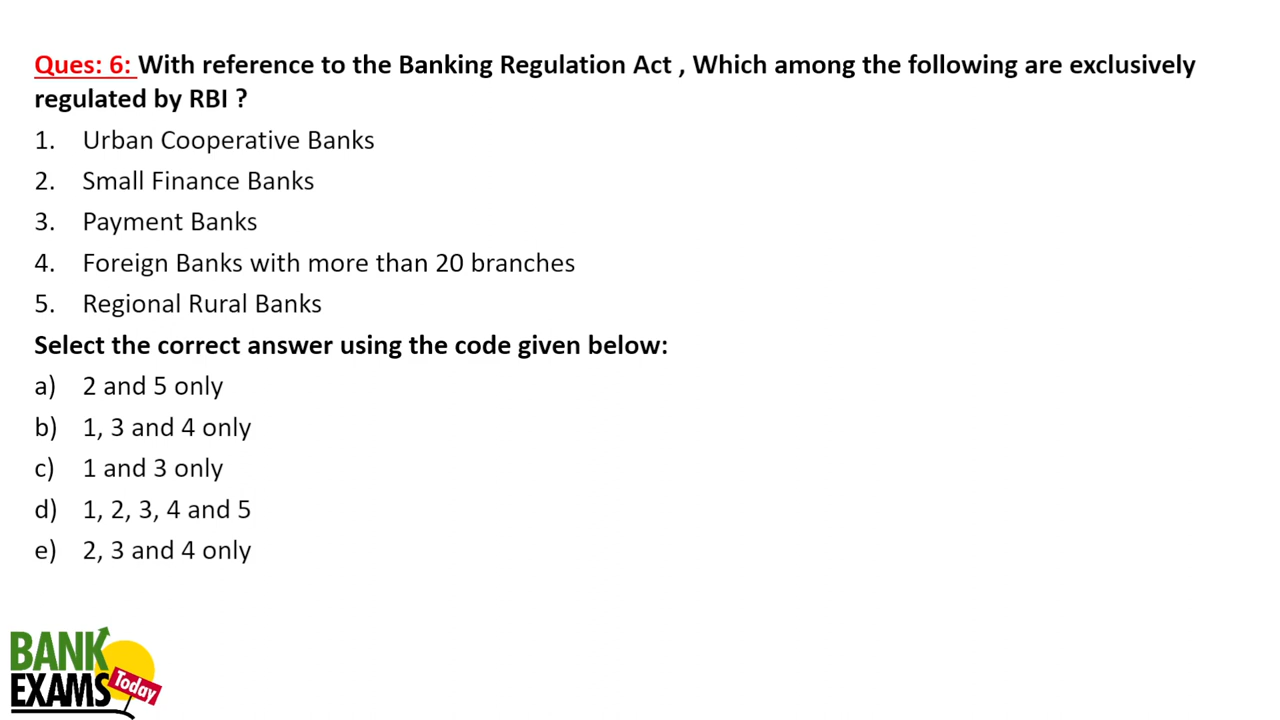 Ques: 6: With reference to the Banking Regulation Act , Which among the following are exclusively
regulated by RBI ?
1. Urban Cooperative Banks
2. Small Finance Banks
3. Payment Banks
4. Foreign Banks with more than 20 branches
5. Regional Rural Banks
Select the correct answer using the code given below:
a) 2 and 5 only
b) 1, 3 and 4 only
c) 1 and 3 only
d) 1, 2, 3, 4 and 5
e) 2, 3 and 4 only
BANK
EXAMS Today